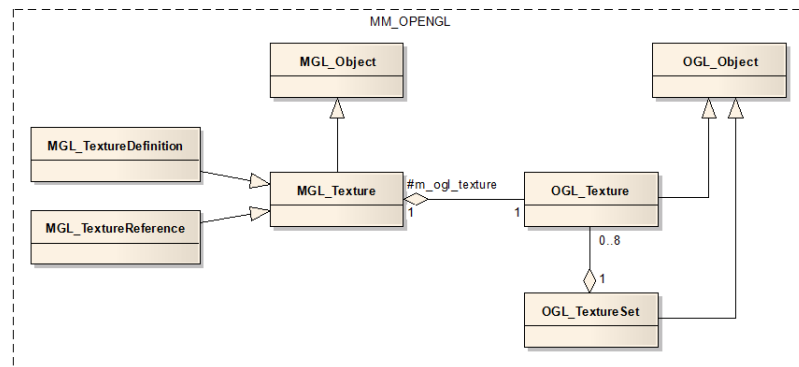 MM_OPENGL
MGL_Object
OGL_Object
MGL_TextureDefinition
MGL_Texture
#m_ogl_texture
1
1
OGL_Texture
MGL_TextureReference
0..8
1
OGL_TextureSet